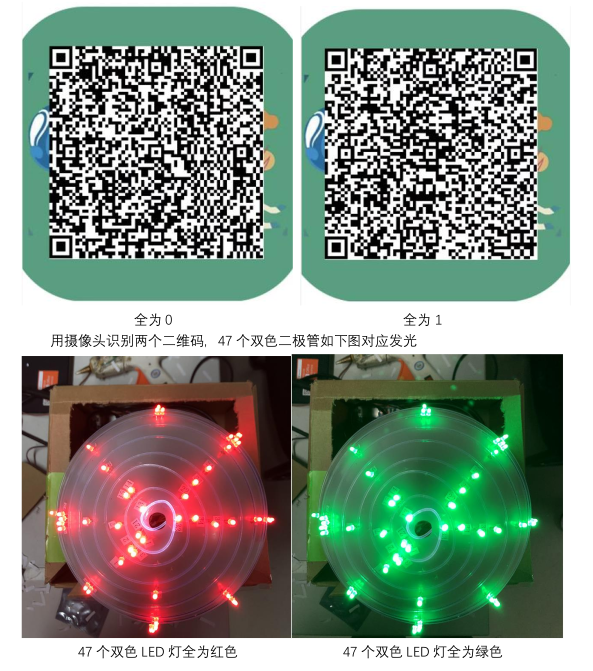 全为 0
全为 1
用摄像头识别两个二维码, 47 个双色二极管如下图对应发光
47 个双色 LED 灯全为红色
47 个双色 LED 灯全为绿色